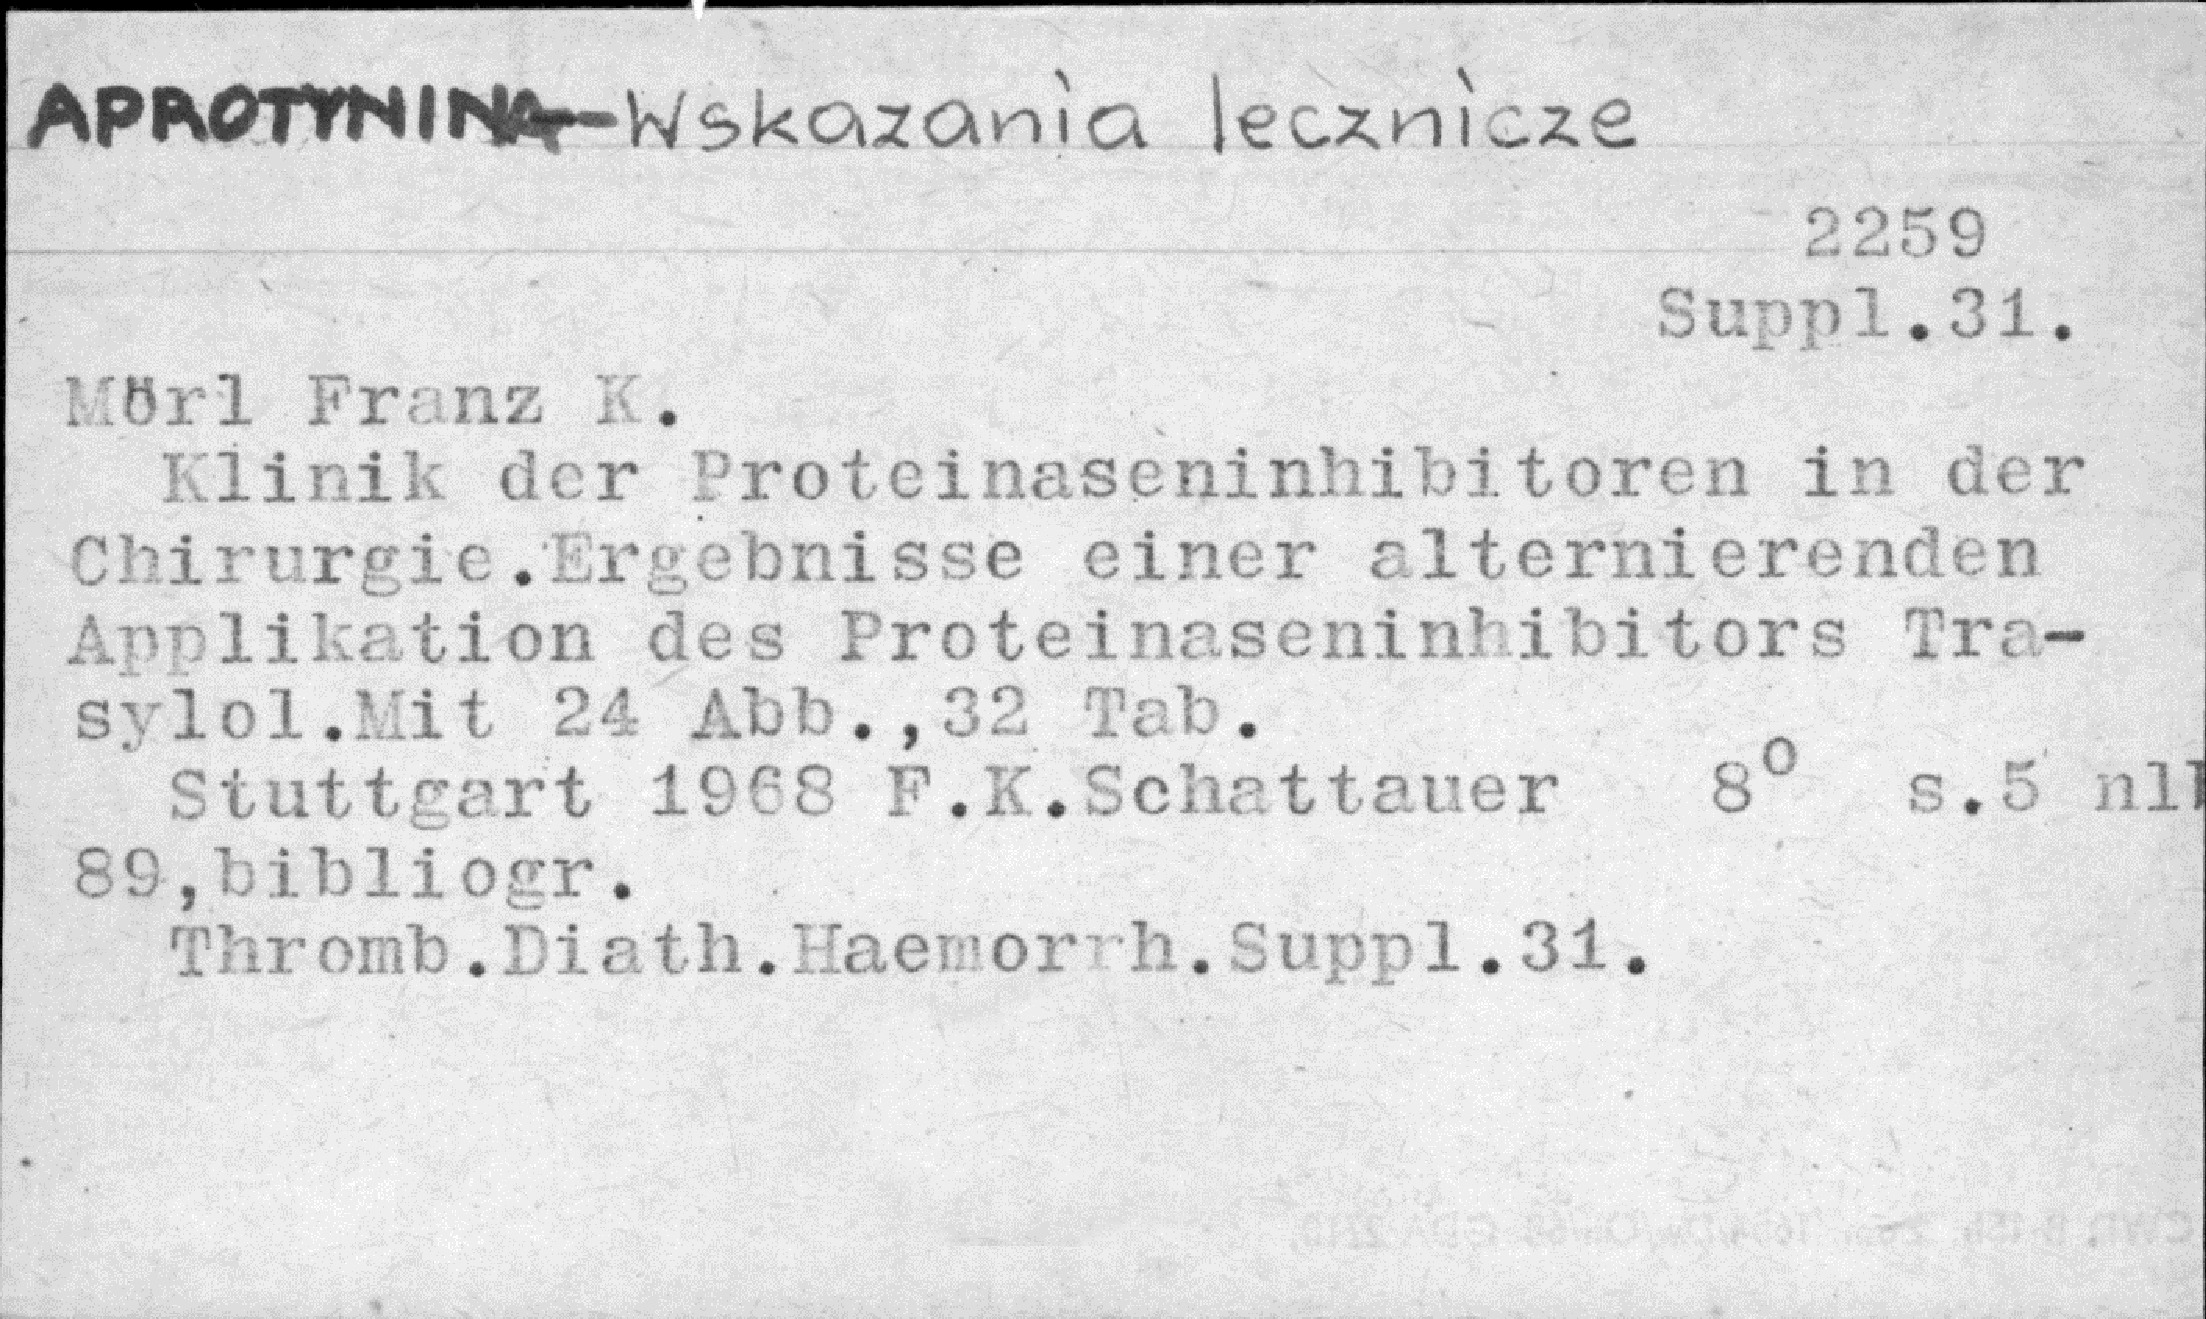 APROTYNINA-Wskazania lecznicze
2259
Suppl.31.
Mörl Franz K.
Klinik der Proteinaseninhibitoren in der
Chirurgie.Ergebnisse einer alternierenden
Applikation des Proteinaseninhibitors Tra-
sylol.Mit 24 Abb.,32 Tab.
Stuttgart 1968 F.K.Schattauer 8° s.5 nlb
89,bibliogr.
Thromb.Diath.Haemorrh.Suppl.31.